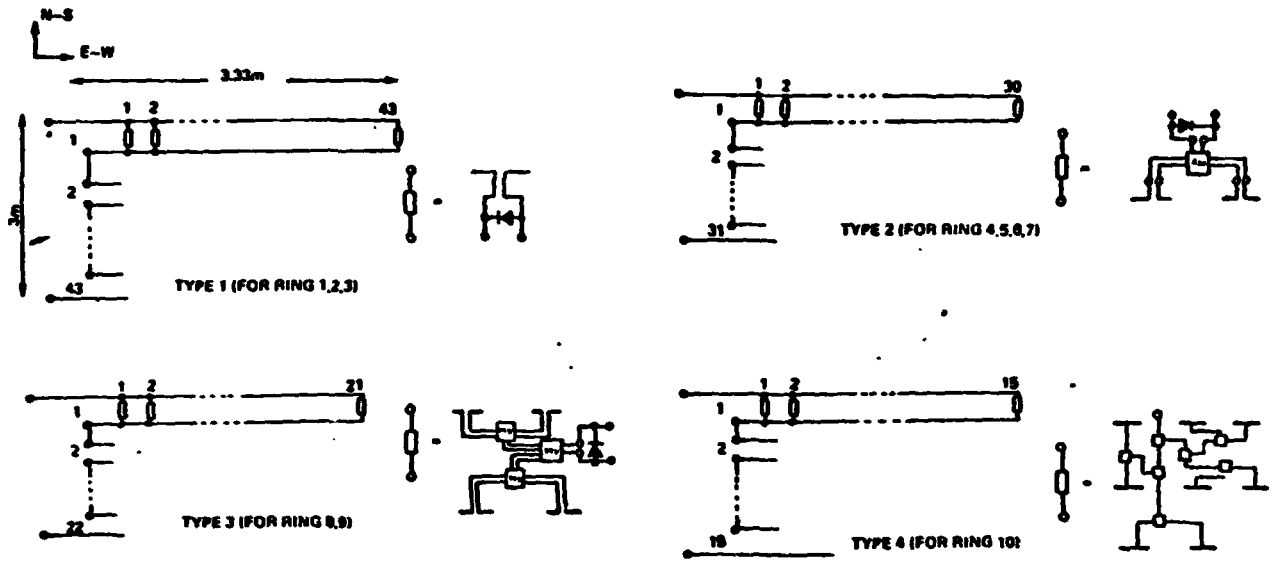 N-S
E-W
3.33m
1 2 43
1
2
3m
43
TYPE 1 (FOR RING 1,2,3)
1 2 30
1
2
31
TYPE 2 (FOR RING 4,5,6,7)
1 2 21
1
2
22
TYPE 3 (FOR RING 8,9)
1 2 15
1
2
TYPE 4 (FOR RING 10)